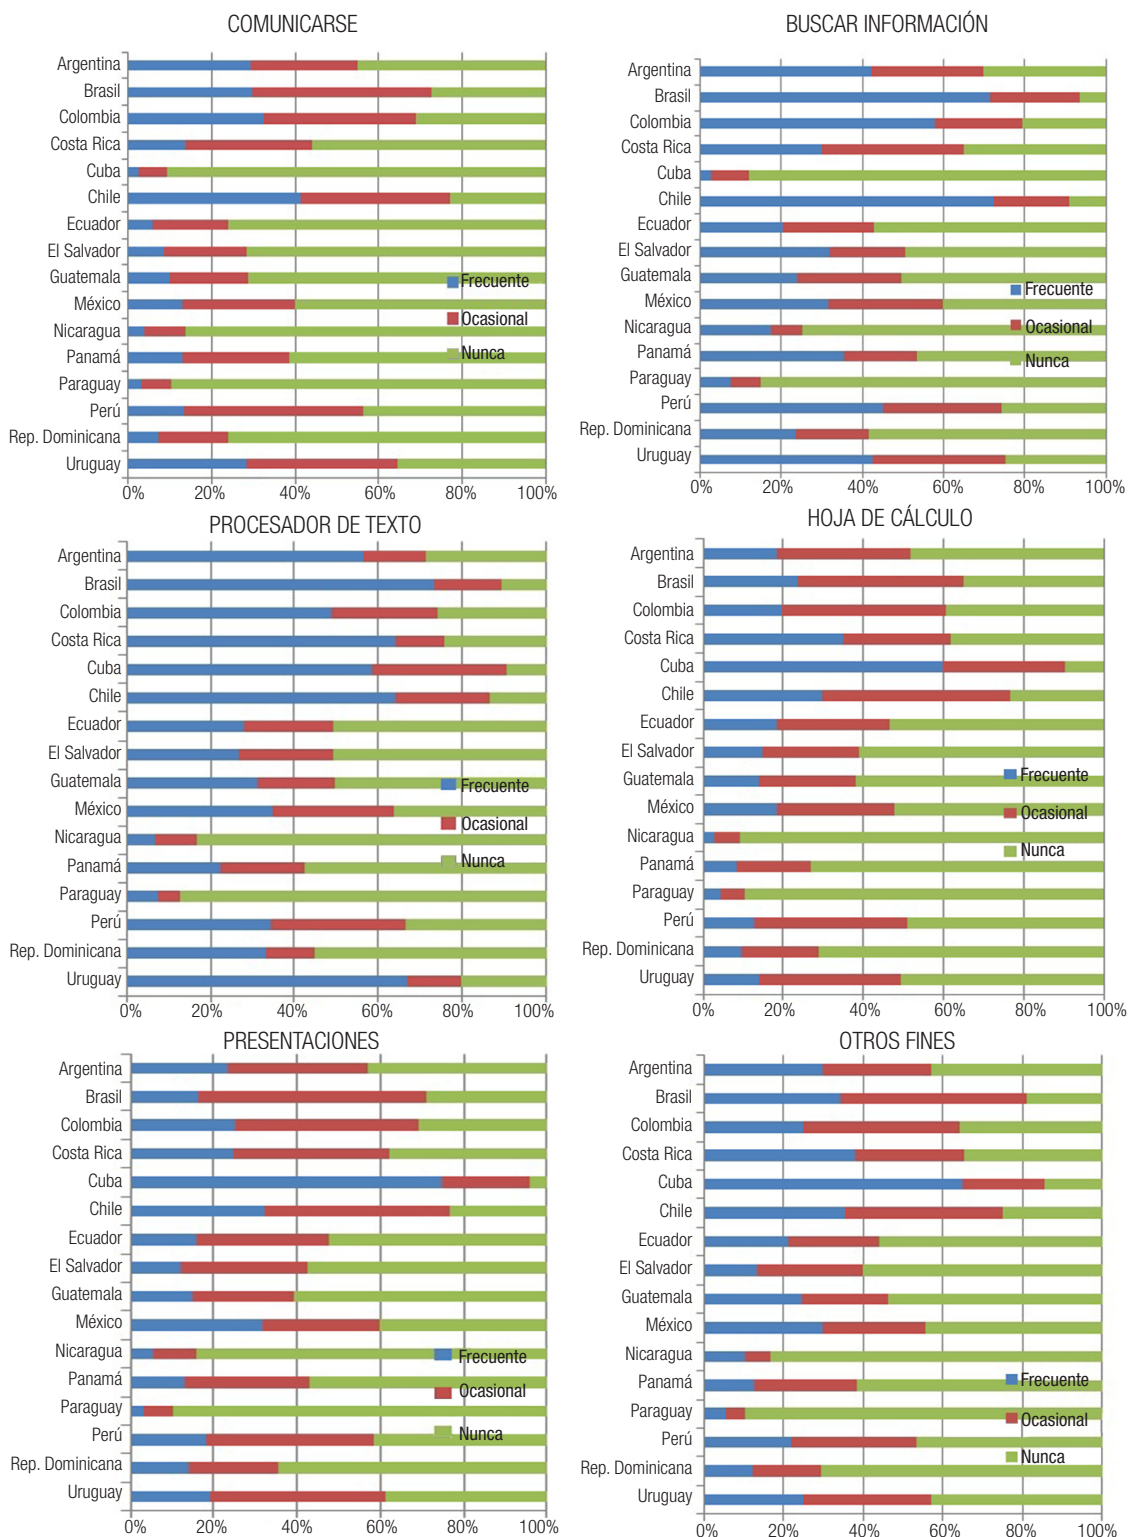 COMUNICARSE
Argentina
Brasil
Colombia
Costa Rica
Cuba
Chile
Ecuador
El Salvador
Guatemala
México
Nicaragua
Panamá
Paraguay
Perú
Rep. Dominicana
Uruguay
Frecuente
Ocasional
Nunca
0% 20% 40% 60% 80% 100%
BUSCAR INFORMACIÓN
Argentina
Brasil
Colombia
Costa Rica
Cuba
Chile
Ecuador
El Salvador
Guatemala
México
Nicaragua
Panamá
Paraguay
Perú
Rep. Dominicana
Uruguay
Frecuente
Ocasional
Nunca
0% 20% 40% 60% 80% 100%
PROCESADOR DE TEXTO
Argentina
Brasil
Colombia
Costa Rica
Cuba
Chile
Ecuador
El Salvador
Guatemala
México
Nicaragua
Panamá
Paraguay
Perú
Rep. Dominicana
Uruguay
Frecuente
Ocasional
Nunca
0% 20% 40% 60% 80% 100%
HOJA DE CÁLCULO
Argentina
Brasil
Colombia
Costa Rica
Cuba
Chile
Ecuador
El Salvador
Guatemala
México
Nicaragua
Panamá
Paraguay
Perú
Rep. Dominicana
Uruguay
Frecuente
Ocasional
Nunca
0% 20% 40% 60% 80% 100%
PRESENTACIONES
Argentina
Brasil
Colombia
Costa Rica
Cuba
Chile
Ecuador
El Salvador
Guatemala
México
Nicaragua
Panamá
Paraguay
Perú
Rep. Dominicana
Uruguay
Frecuente
Ocasional
Nunca
0% 20% 40% 60% 80% 100%
OTROS FINES
Argentina
Brasil
Colombia
Costa Rica
Cuba
Chile
Ecuador
El Salvador
Guatemala
México
Nicaragua
Panamá
Paraguay
Perú
Rep. Dominicana
Uruguay
Frecuente
Ocasional
Nunca
0% 20% 40% 60% 80% 100%